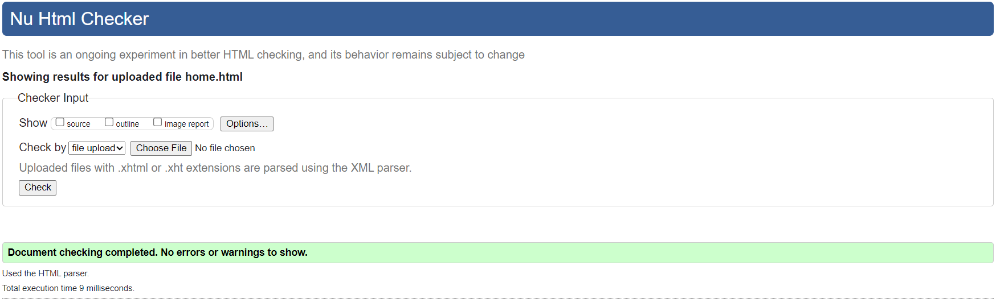 Nu Html Checker
This tool is an ongoing experiment in better HTML checking, and its behavior remains subject to change
Showing results for uploaded file home.html
Checker Input
Show source outline image report Options...
Check by file upload Choose File No file chosen
Uploaded files with .xhtml or .xht extensions are parsed using the XML parser.
Check
Document checking completed. No errors or warnings to show.
Used the HTML parser.
Total execution time 9 milliseconds.